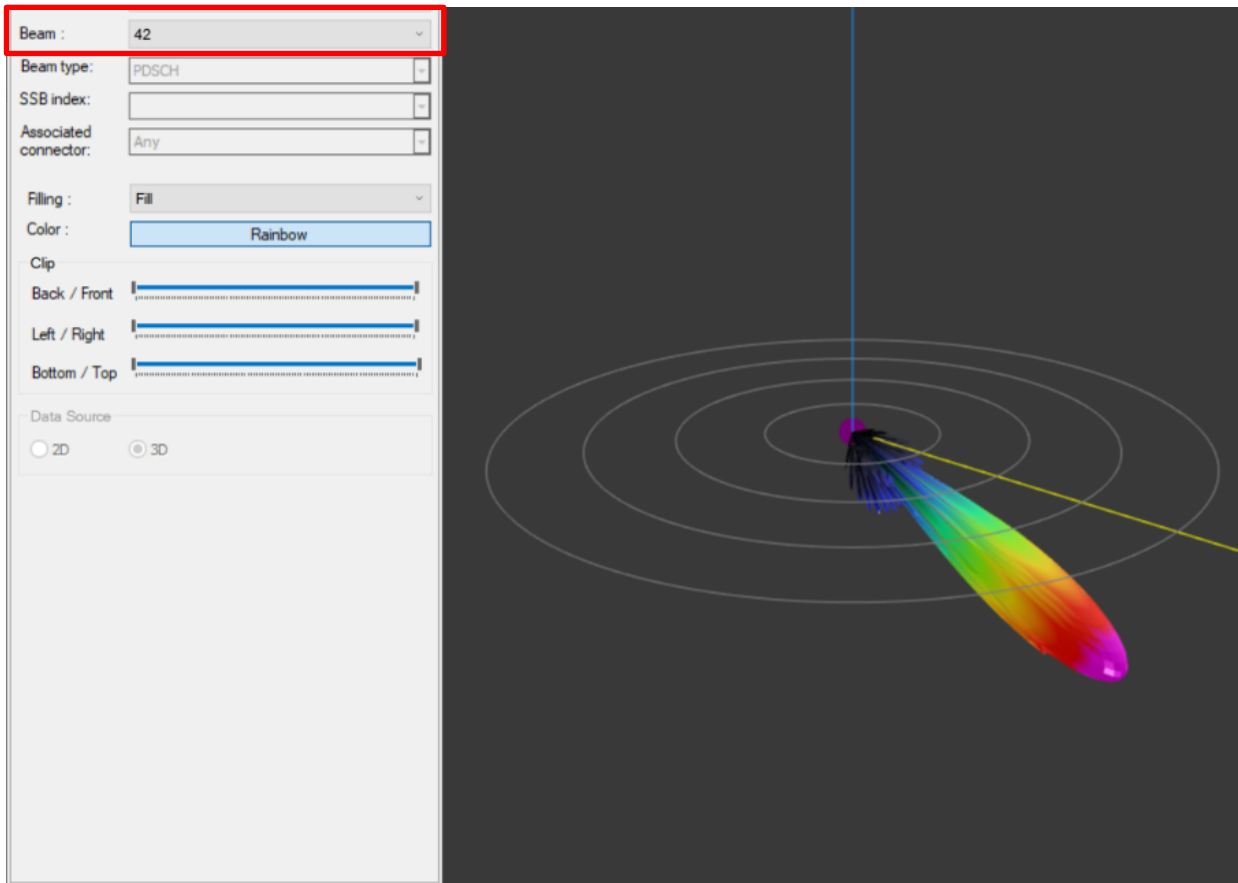 Beam : 42
Beam type: PDSCH
SSB index:
Associated
connector: Any
Filling : Fill
Color : Rainbow
Clip
Back / Front
Left / Right
Bottom / Top
Data Source
2D 3D